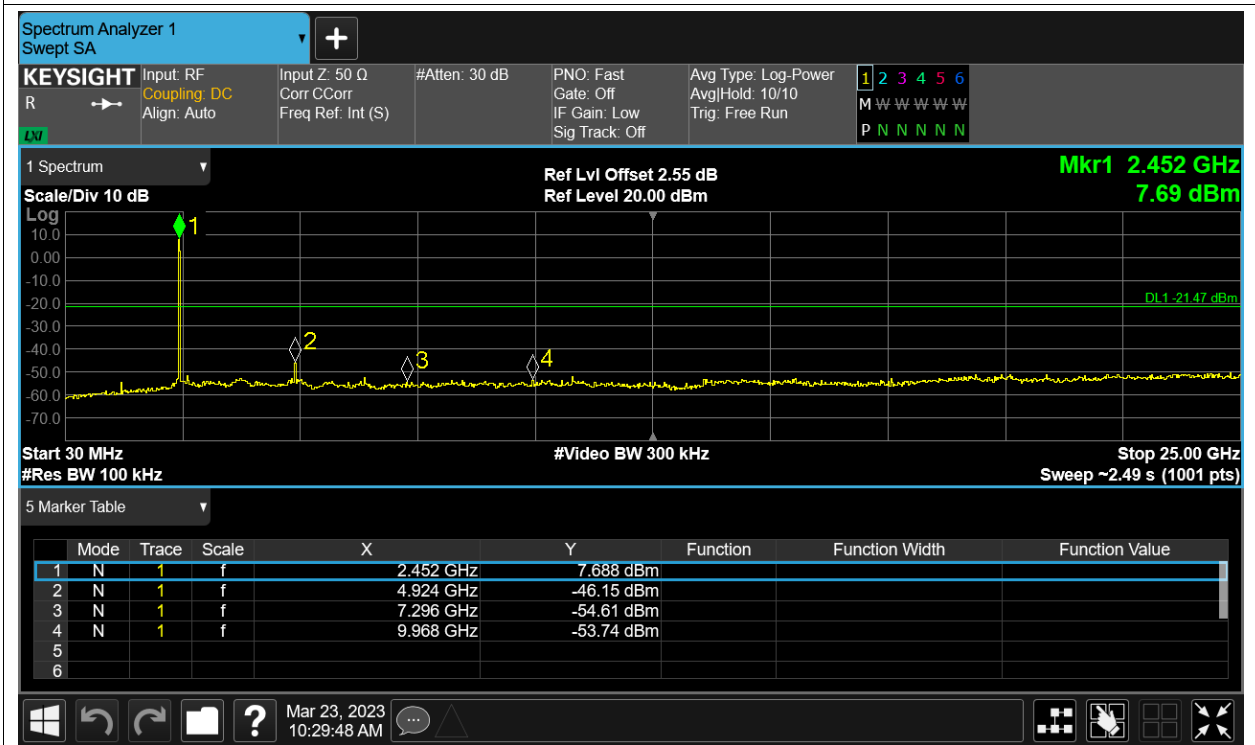 Spectrum Analyzer 1
Swept SA
KEYSIGHT
R
LXI
Input: RF
Coupling: DC
Align: Auto
Input Z: 50 Ω
Corr CCorr
Freq Ref: Int (S)
#Atten: 30 dB
PNO: Fast
Gate: Off
IF Gain: Low
Sig Track: Off
Avg Type: Log-Power
Avg|Hold: 10/10
Trig: Free Run
1 2 3 4 5 6
M W W W W W
P N N N N N
1 Spectrum
Scale/Div 10 dB
Ref Lvl Offset 2.55 dB
Ref Level 20.00 dBm
Mkr1 2.452 GHz
7.69 dBm
Log
10.0
0.00
-10.0
-20.0
-30.0
-40.0
-50.0
-60.0
-70.0
1
2
3
4
DL1 -21.47 dBm
Start 30 MHz
#Res BW 100 kHz
#Video BW 300 kHz
Stop 25.00 GHz
Sweep ~2.49 s (1001 pts)
5 Marker Table
Mode Trace Scale X Y Function Function Width Function Value
1 N 1 f 2.452 GHz 7.688 dBm
2 N 1 f 4.924 GHz -46.15 dBm
3 N 1 f 7.296 GHz -54.61 dBm
4 N 1 f 9.968 GHz -53.74 dBm
5
6
?
Mar 23, 2023
10:29:48 AM